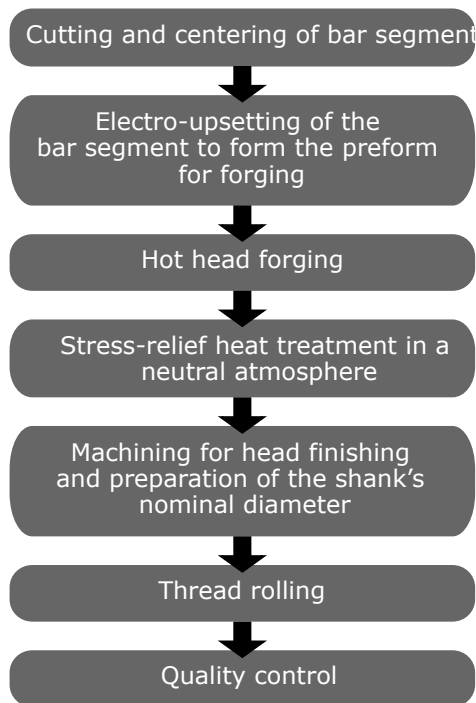 Cutting and centering of bar segment
Electro-upsetting of the
bar segment to form the preform
for forging
Hot head forging
Stress-relief heat treatment in a
neutral atmosphere
Machining for head finishing
and preparation of the shank’s
nominal diameter
Thread rolling
Quality control